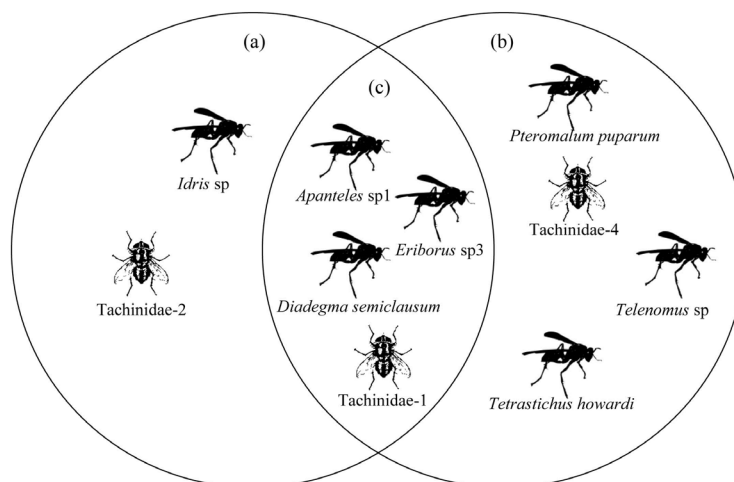 (a)
(b)
(c)
Idris sp
Apanteles sp1
Pteromalum puparum
Eriborus sp3
Tachinidae-4
Tachinidae-2
Diadegma semiclausum
Telenomus sp
Tachinidae-1
Tetrastichus howardi